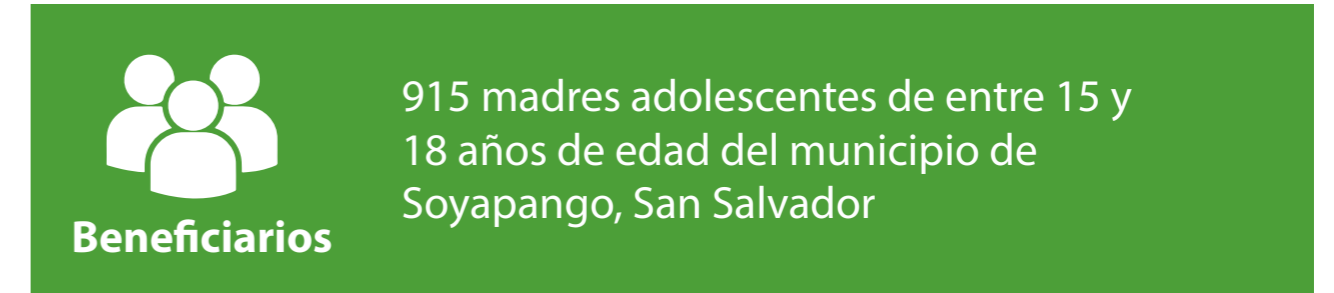 915 madres adolescentes de entre 15 y
18 años de edad del municipio de
Soyapango, San Salvador
Beneficiarios